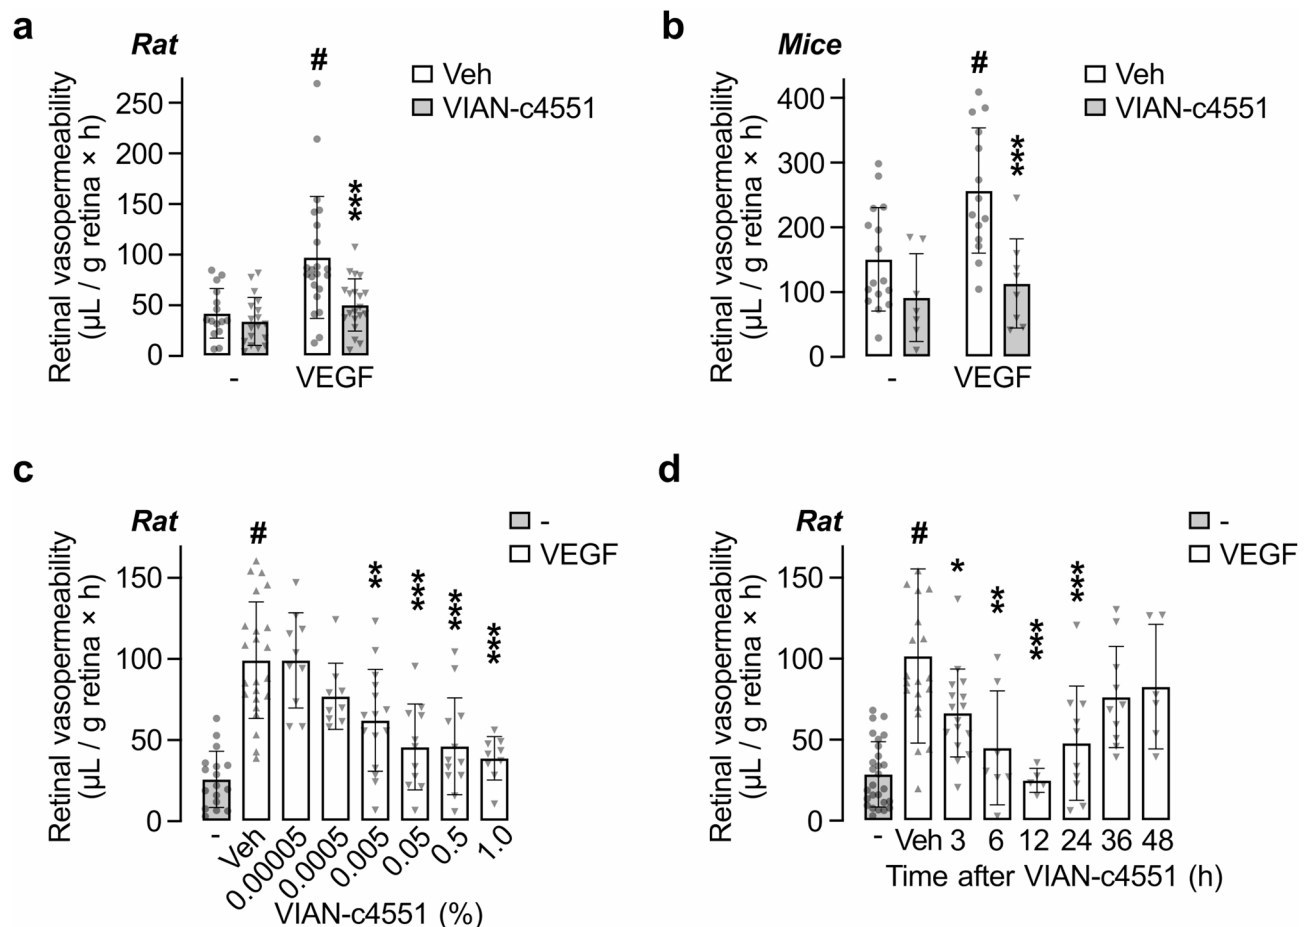 a
Rat
Retinal vasopermeability
(µL / g retina × h)
250
200
150
100
50
0
#
***
-
VEGF
Veh
VIAN-c4551
b
Mice
Retinal vasopermeability
(µL / g retina × h)
400
300
200
100
0
#
***
-
VEGF
Veh
VIAN-c4551
c
Rat
Retinal vasopermeability
(µL / g retina × h)
150
100
50
0
#
**
***
***
***
-
VEGF
-
Veh
0.00005
0.0005
0.005
0.05
0.5
1.0
VIAN-c4551 (%)
d
Rat
Retinal vasopermeability
(µL / g retina × h)
150
100
50
0
#
*
**
***
***
-
VEGF
- Veh 3 6 12 24 36 48
Time after VIAN-c4551 (h)